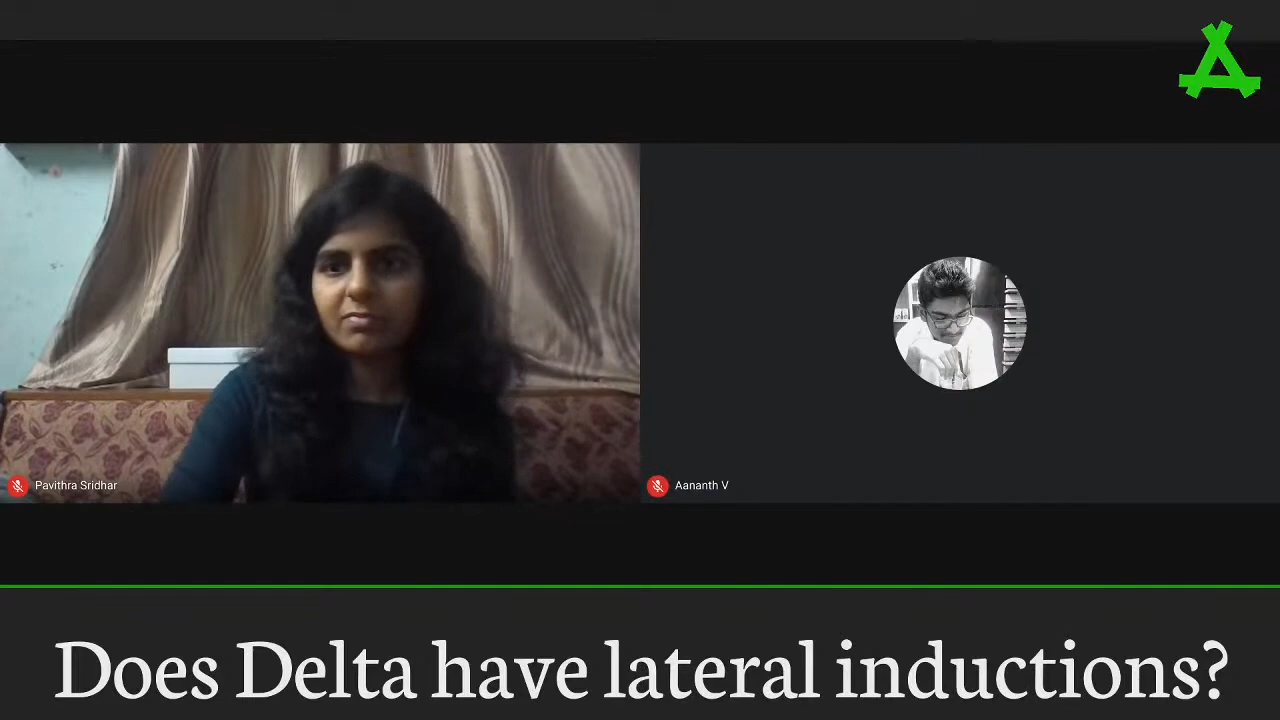 Pavithra Sridhar
Aananth V
Does Delta have lateral inductions?